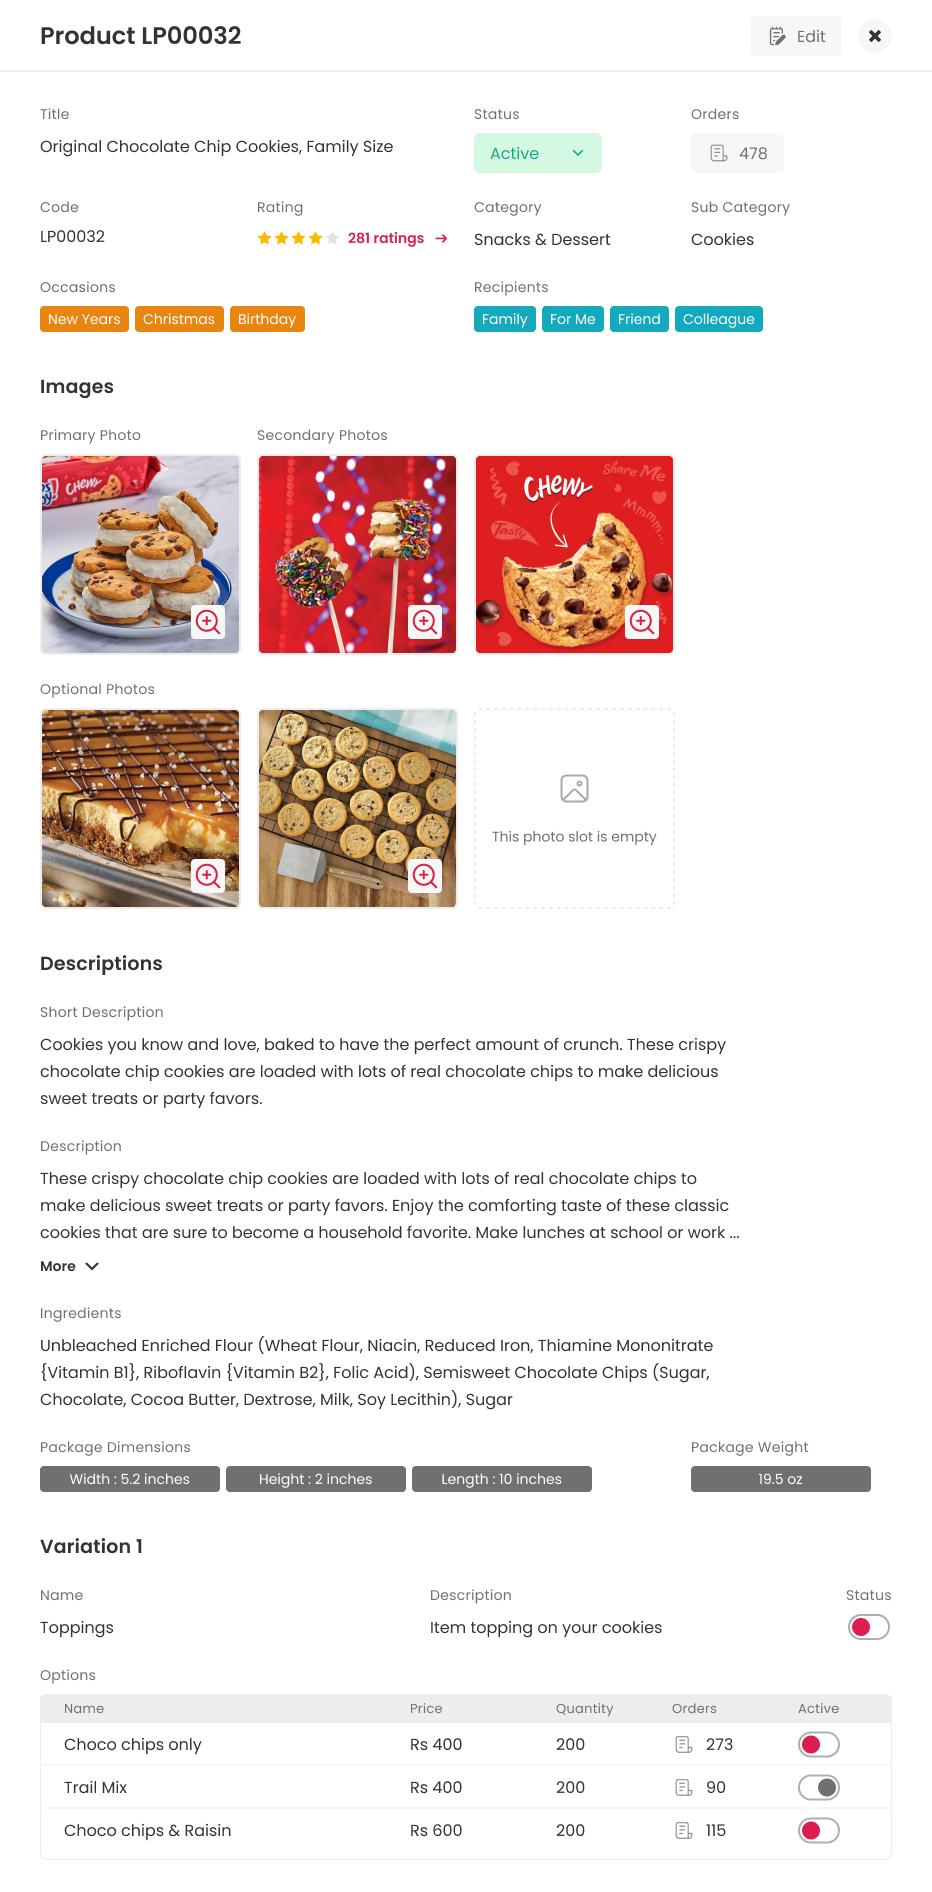 Product LP00032
Edit
Title
Status
Orders
Original Chocolate Chip Cookies, Family Size
Active
478
Code
Rating
Category
Sub Category
LP00032
281 ratings
Snacks & Dessert
Cookies
Occasions
Recipients
New Years
Christmas
Birthday
Family
For Me
Friend
Colleague
Images
Primary Photo
Secondary Photos
CHEWY
CHEWY
Share Me
Mmmm...
Tasty
Optional Photos
This photo slot is empty
Descriptions
Short Description
Cookies you know and love, baked to have the perfect amount of crunch. These crispy
chocolate chip cookies are loaded with lots of real chocolate chips to make delicious
sweet treats or party favors.
Description
These crispy chocolate chip cookies are loaded with lots of real chocolate chips to
make delicious sweet treats or party favors. Enjoy the comforting taste of these classic
cookies that are sure to become a household favorite. Make lunches at school or work ...
More
Ingredients
Unbleached Enriched Flour (Wheat Flour, Niacin, Reduced Iron, Thiamine Mononitrate
{Vitamin B1}, Riboflavin {Vitamin B2}, Folic Acid), Semisweet Chocolate Chips (Sugar,
Chocolate, Cocoa Butter, Dextrose, Milk, Soy Lecithin), Sugar
Package Dimensions
Package Weight
Width : 5.2 inches
Height : 2 inches
Length : 10 inches
19.5 oz
Variation 1
Name
Description
Status
Toppings
Item topping on your cookies
Options
Name Price Quantity Orders Active
Choco chips only Rs 400 200 273
Trail Mix Rs 400 200 90
Choco chips & Raisin Rs 600 200 115